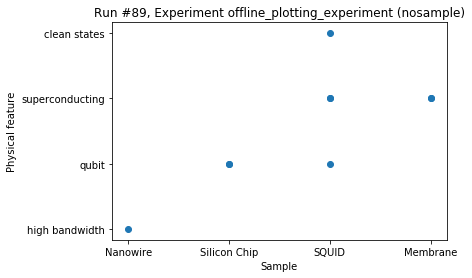 Run #89, Experiment offline_plotting_experiment (nosample)
clean states
superconducting
qubit
high bandwidth
Physical feature
Nanowire Silicon Chip SQUID Membrane
Sample